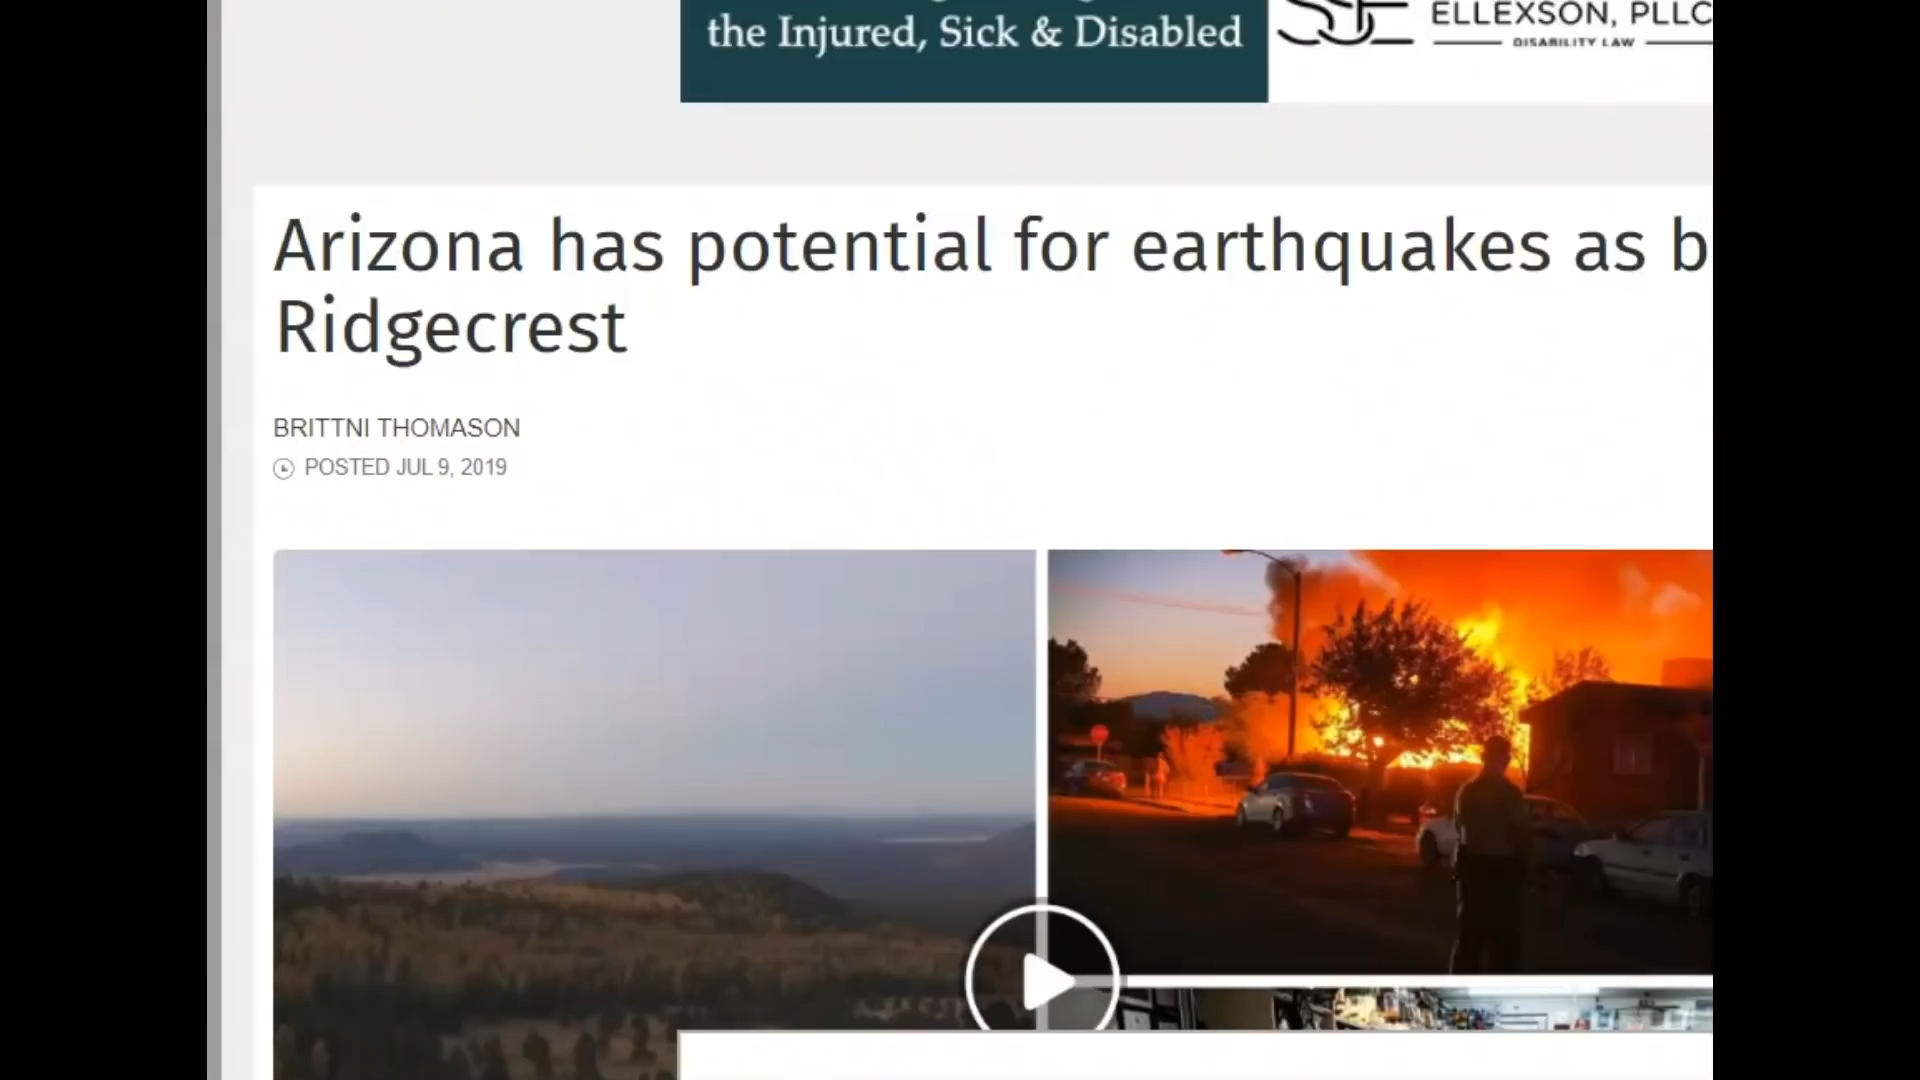 the Injured, Sick & Disabled
ELLEXSON, PLLC
DISABILITY LAW
Arizona has potential for earthquakes as b
Ridgecrest
BRITTNI THOMASON
POSTED JUL 9, 2019